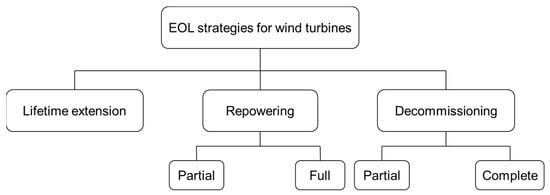 EOL strategies for wind turbines
Lifetime extension
Repowering
Decommissioning
Partial
Full
Partial
Complete